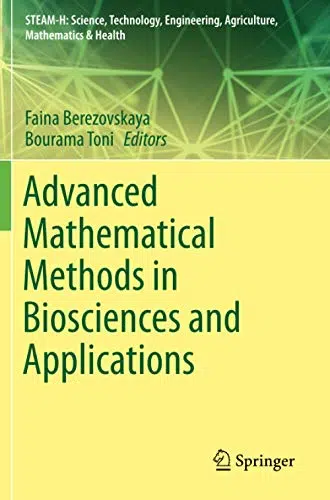 STEAM-H: Science, Technology, Engineering, Agriculture,
Mathematics & Health
Faina Berezovskaya
Bourama Toni Editors
Advanced
Mathematical
Methods in
Biosciences and
Applications
Springer